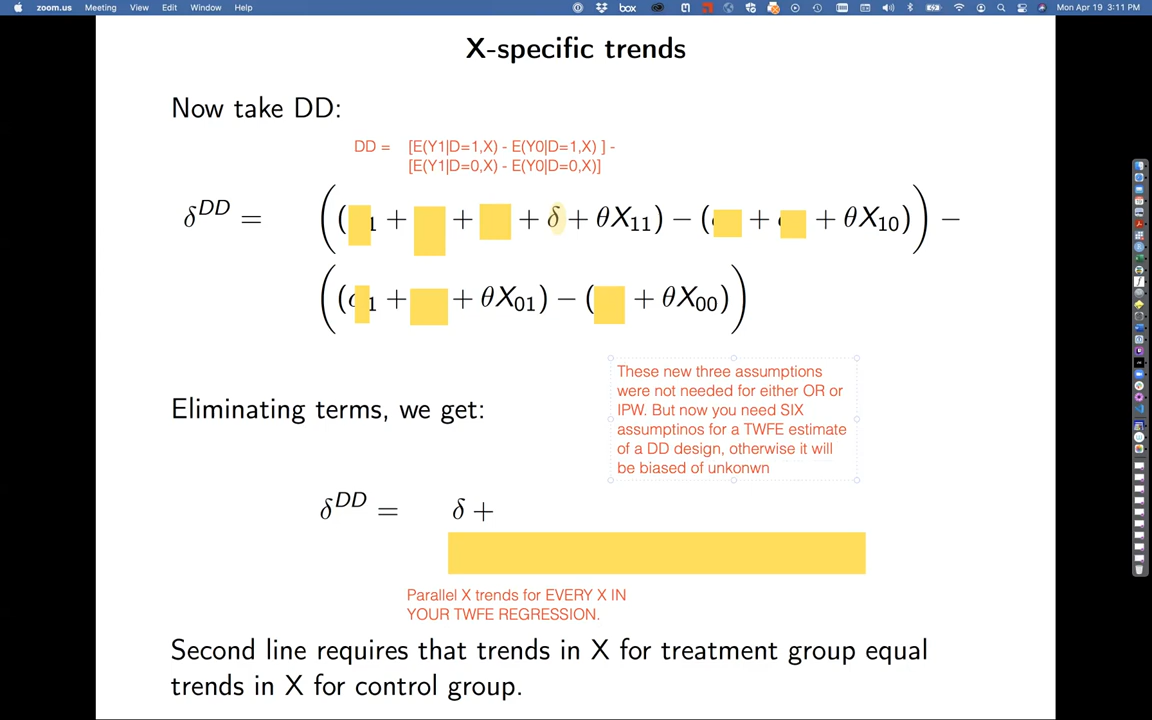 zoom.us Meeting View Edit Window Help box Mon Apr 19 3:11 PM
X-specific trends
Now take DD:
DD = [E(Y1|D=1,X) - E(Y0|D=1,X) ] -
[E(Y1|D=0,X) - E(Y0|D=0,X)]
δ^DD = ((1 + + + δ + θX₁₁) − ( + + θX₁₀)) −
((1 + + θX₀₁) − ( + θX₀₀))
These new three assumptions
were not needed for either OR or
IPW. But now you need SIX
assumptinos for a TWFE estimate
of a DD design, otherwise it will
be biased of unkonwn
Eliminating terms, we get:
δ^DD = δ +
Parallel X trends for EVERY X IN
YOUR TWFE REGRESSION.
Second line requires that trends in X for treatment group equal
trends in X for control group.